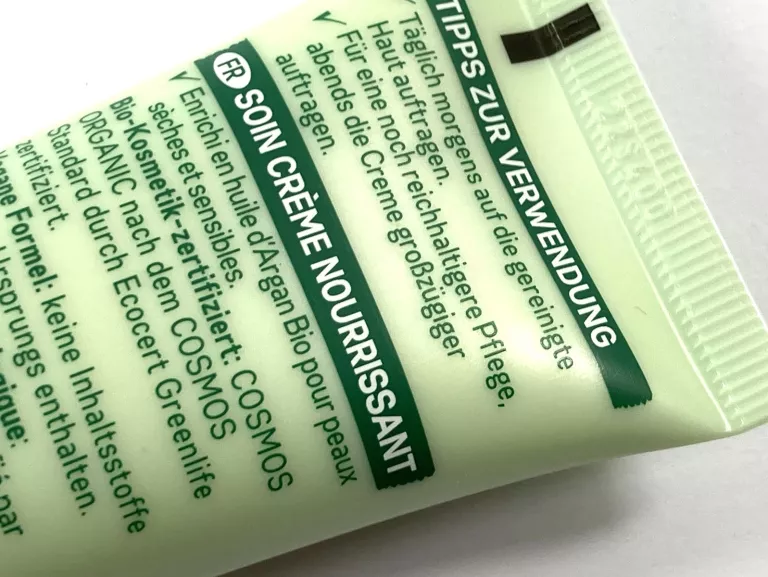 TIPPS ZUR VERWENDUNG
✓ Täglich morgens auf die gereinigte
Haut auftragen.
✓ Für eine noch reichhaltigere Pflege,
abends die Creme großzügiger
auftragen.
FR SOIN CRÈME NOURRISSANT
✓ Enrichi en huile d'Argan Bio pour peaux
sèches et sensibles.
Bio-Kosmetik-zertifiziert: COSMOS
ORGANIC nach dem COSMOS
Standard durch Ecocert Greenlife
zertifiziert.
Formel: keine Inhaltsstoffe
Ursprungs enthalten.
par